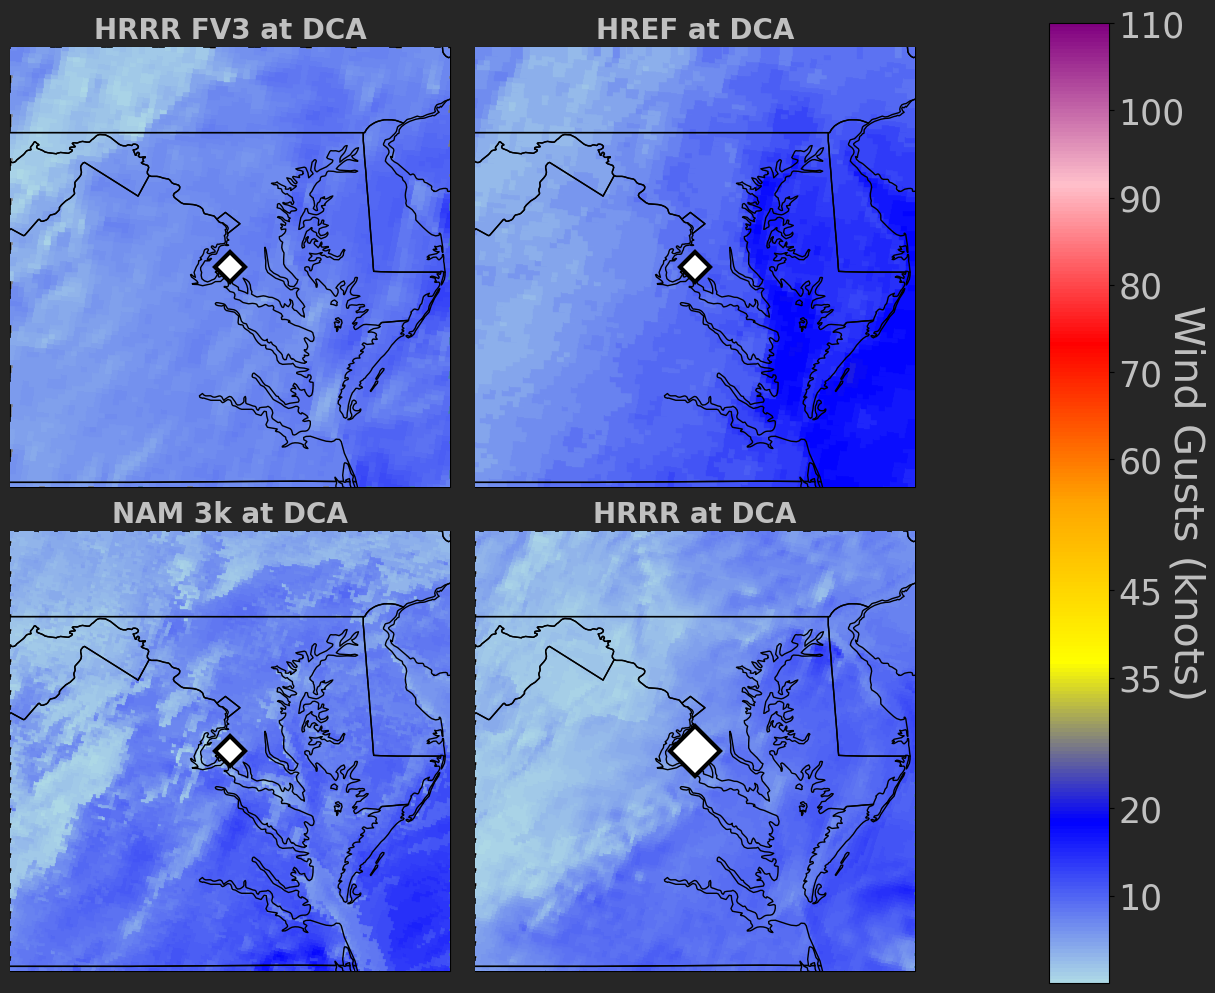 HRRR FV3 at DCA
HREF at DCA
NAM 3k at DCA
HRRR at DCA
110
100
90
80
70
60
45
35
20
10
Wind Gusts (knots)